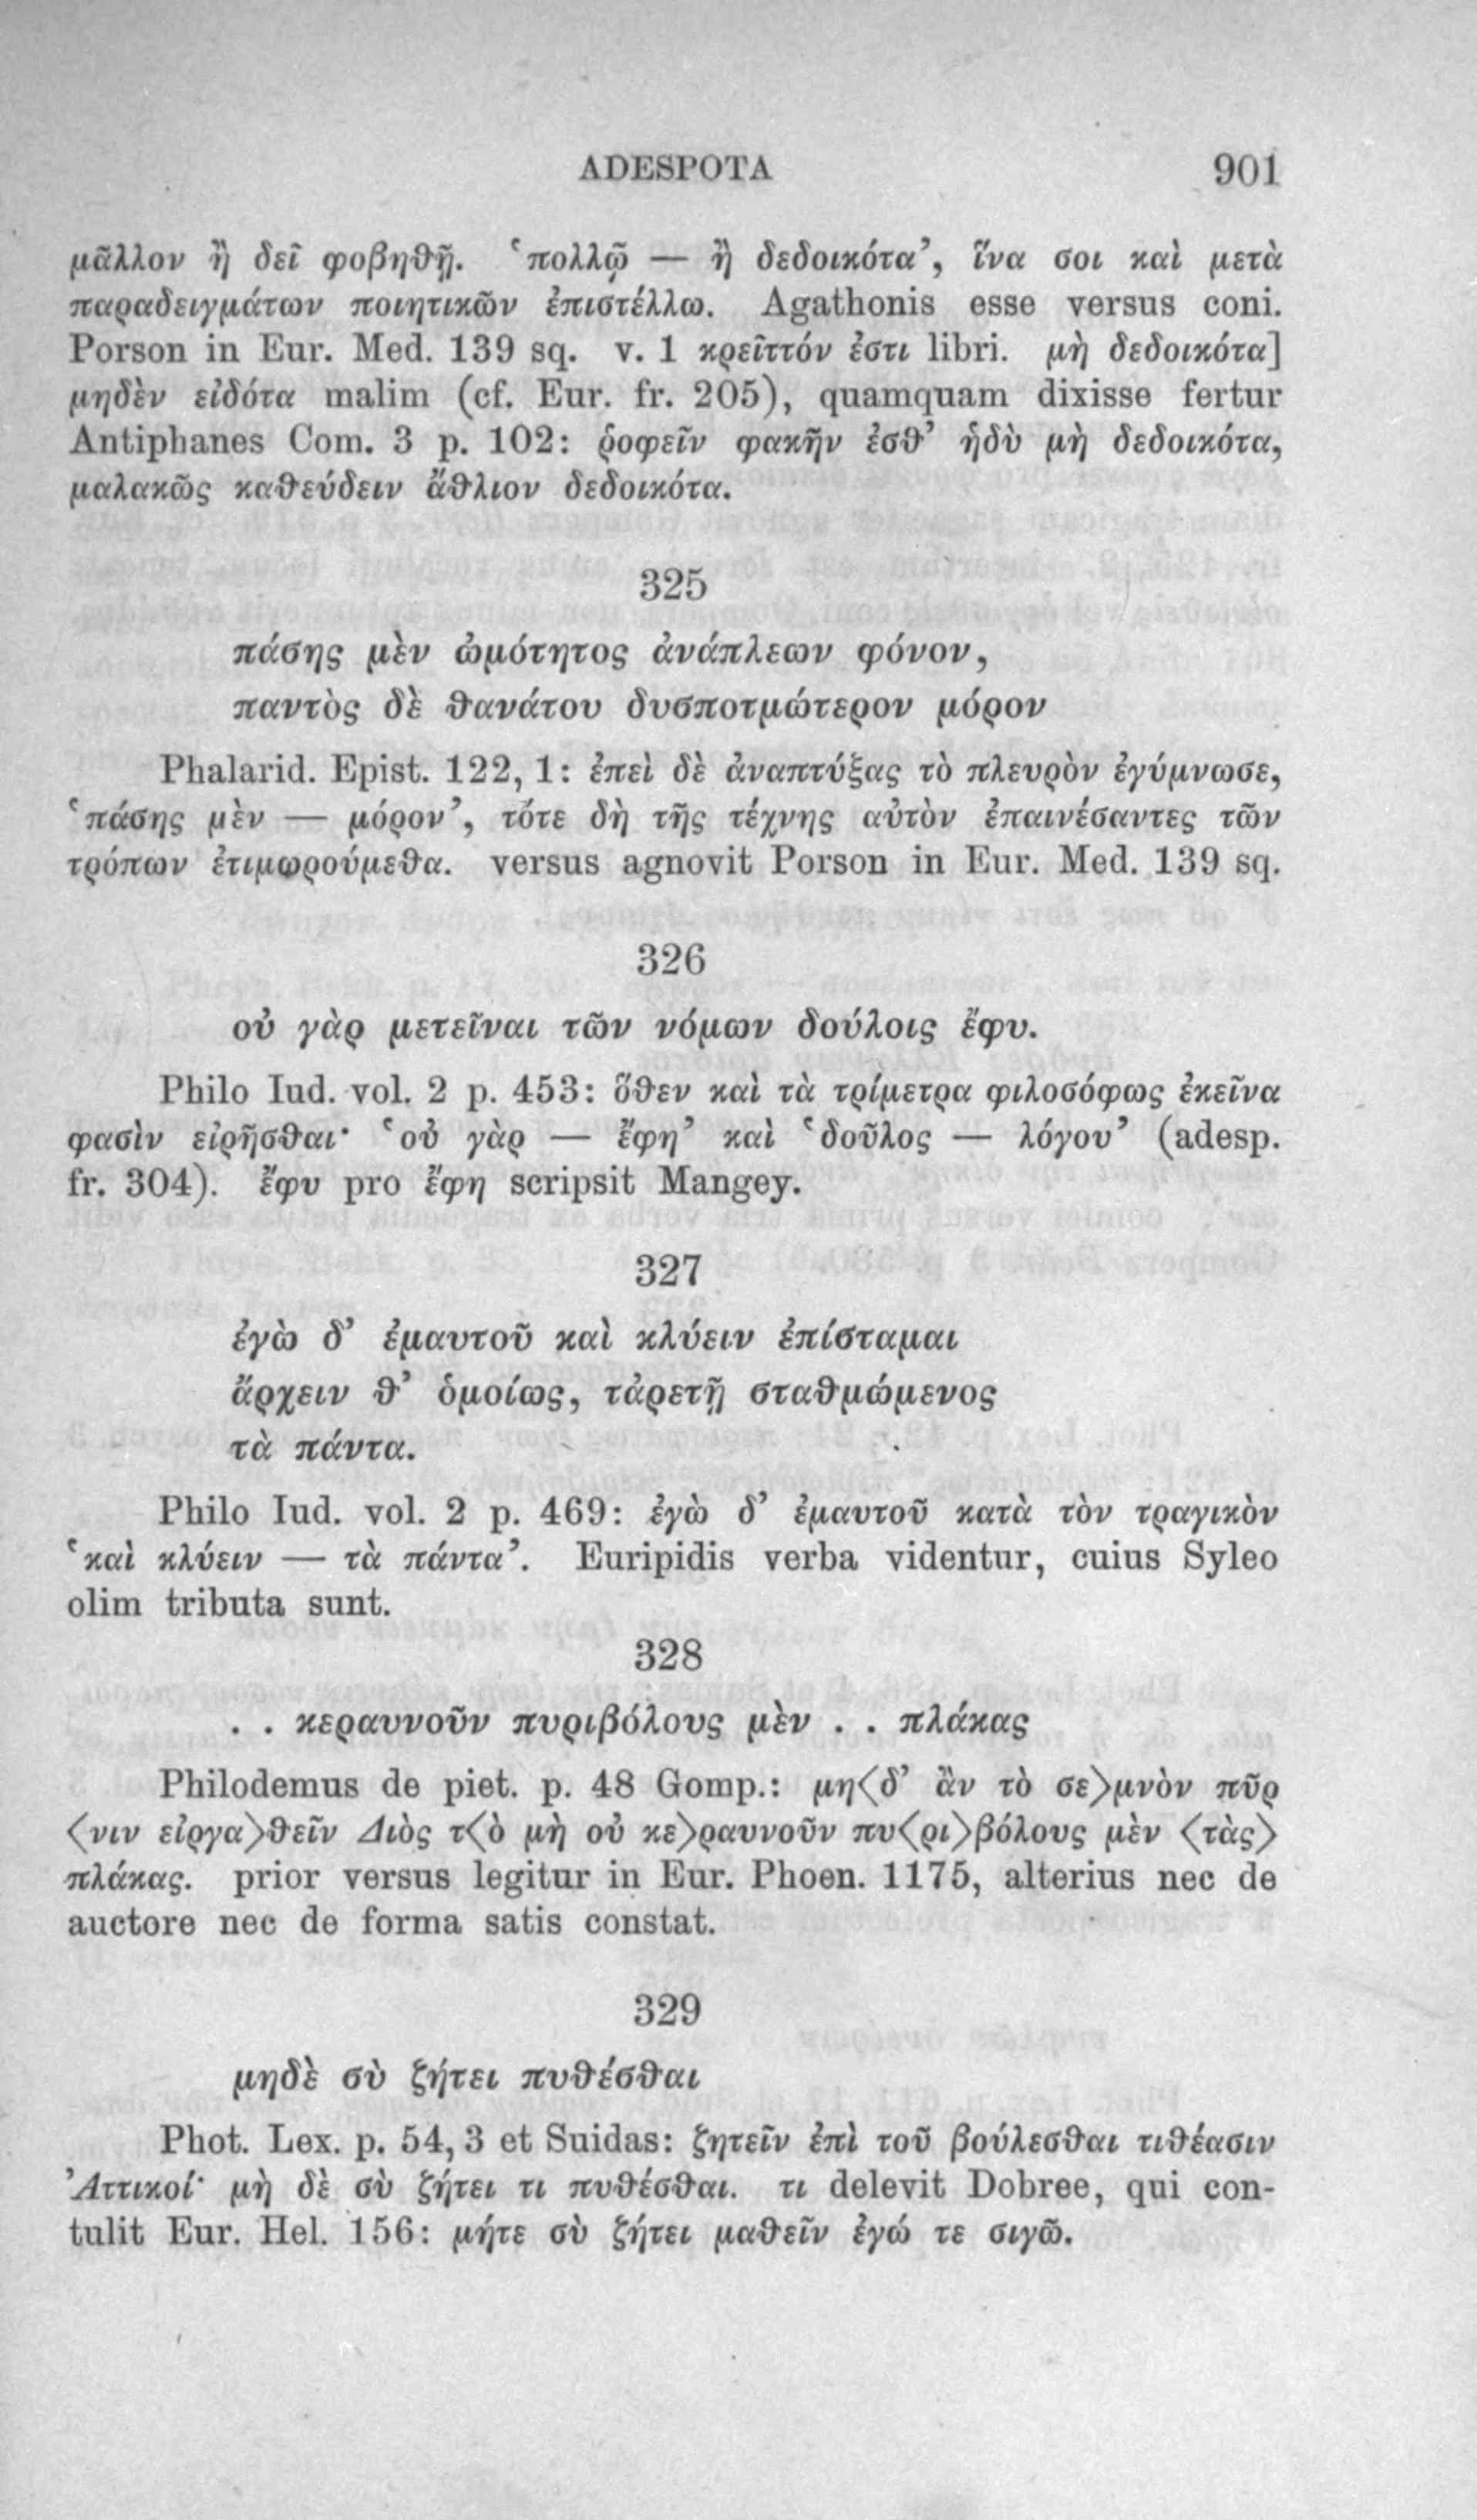 ADESPOTA 901
μᾶλλον ἢ δεῖ φοβηθῇ. ‘πολλῷ — ἢ δεδοικότα’, ἵνα σοι καὶ μετὰ
παραδειγμάτων ποιητικῶν ἐπιστέλλω. Agathonis esse versus coni.
Porson in Eur. Med. 139 sq. v. 1 κρεῖττόν ἐστι libri. μὴ δεδοικότα]
μηδὲν εἰδότα malim (cf. Eur. fr. 205), quamquam dixisse fertur
Antiphanes Com. 3 p. 102: ῥοφεῖν φακῆν ἐσθ’ ἡδὺ μὴ δεδοικότα,
μαλακῶς καθεύδειν ἄθλιον δεδοικότα.
325
πάσης μὲν ὠμότητος ἀνάπλεων φόνον,
παντὸς δὲ θανάτου δυσποτμώτερον μόρον
Phalarid. Epist. 122, 1: ἐπεὶ δὲ ἀναπτύξας τὸ πλευρὸν ἐγύμνωσε,
‘πάσης μὲν — μόρον’, τότε δὴ τῆς τέχνης αὐτὸν ἐπαινέσαντες τῶν
τρόπων ἐτιμωρούμεθα. versus agnovit Porson in Eur. Med. 139 sq.
326
οὐ γὰρ μετεῖναι τῶν νόμων δούλοις ἔφυ.
Philo Iud. vol. 2 p. 453: ὅθεν καὶ τὰ τρίμετρα φιλοσόφως ἐκεῖνα
φασὶν εἰρῆσθαι· ‘οὐ γὰρ — ἔφη’ καὶ ‘δοῦλος — λόγου’ (adesp.
fr. 304). ἔφυ pro ἔφη scripsit Mangey.
327
ἐγὼ δ’ ἐμαυτοῦ καὶ κλύειν ἐπίσταμαι
ἄρχειν θ’ ὁμοίως, τἀρετῇ σταθμώμενος
τὰ πάντα.
Philo Iud. vol. 2 p. 469: ἐγὼ δ’ ἐμαυτοῦ κατὰ τὸν τραγικὸν
‘καὶ κλύειν — τὰ πάντα’. Euripidis verba videntur, cuius Syleo
olim tributa sunt.
328
. . κεραυνοῦν πυριβόλους μὲν . . πλάκας
Philodemus de piet. p. 48 Gomp.: μη⟨δ’ ἂν τὸ σε⟩μνὸν πῦρ
⟨νιν εἰργα⟩θεῖν Διὸς τ⟨ὸ μὴ οὐ κε⟩ραυνοῦν πυ⟨ρι⟩βόλους μὲν ⟨τὰς⟩
πλάκας. prior versus legitur in Eur. Phoen. 1175, alterius nec de
auctore nec de forma satis constat.
329
μηδὲ σὺ ζήτει πυθέσθαι
Phot. Lex. p. 54, 3 et Suidas: ζητεῖν ἐπὶ τοῦ βούλεσθαι τιθέασιν
Ἀττικοί· μὴ δὲ σὺ ζήτει τι πυθέσθαι. τι delevit Dobree, qui con-
tulit Eur. Hel. 156: μήτε σὺ ζήτει μαθεῖν ἐγώ τε σιγῶ.